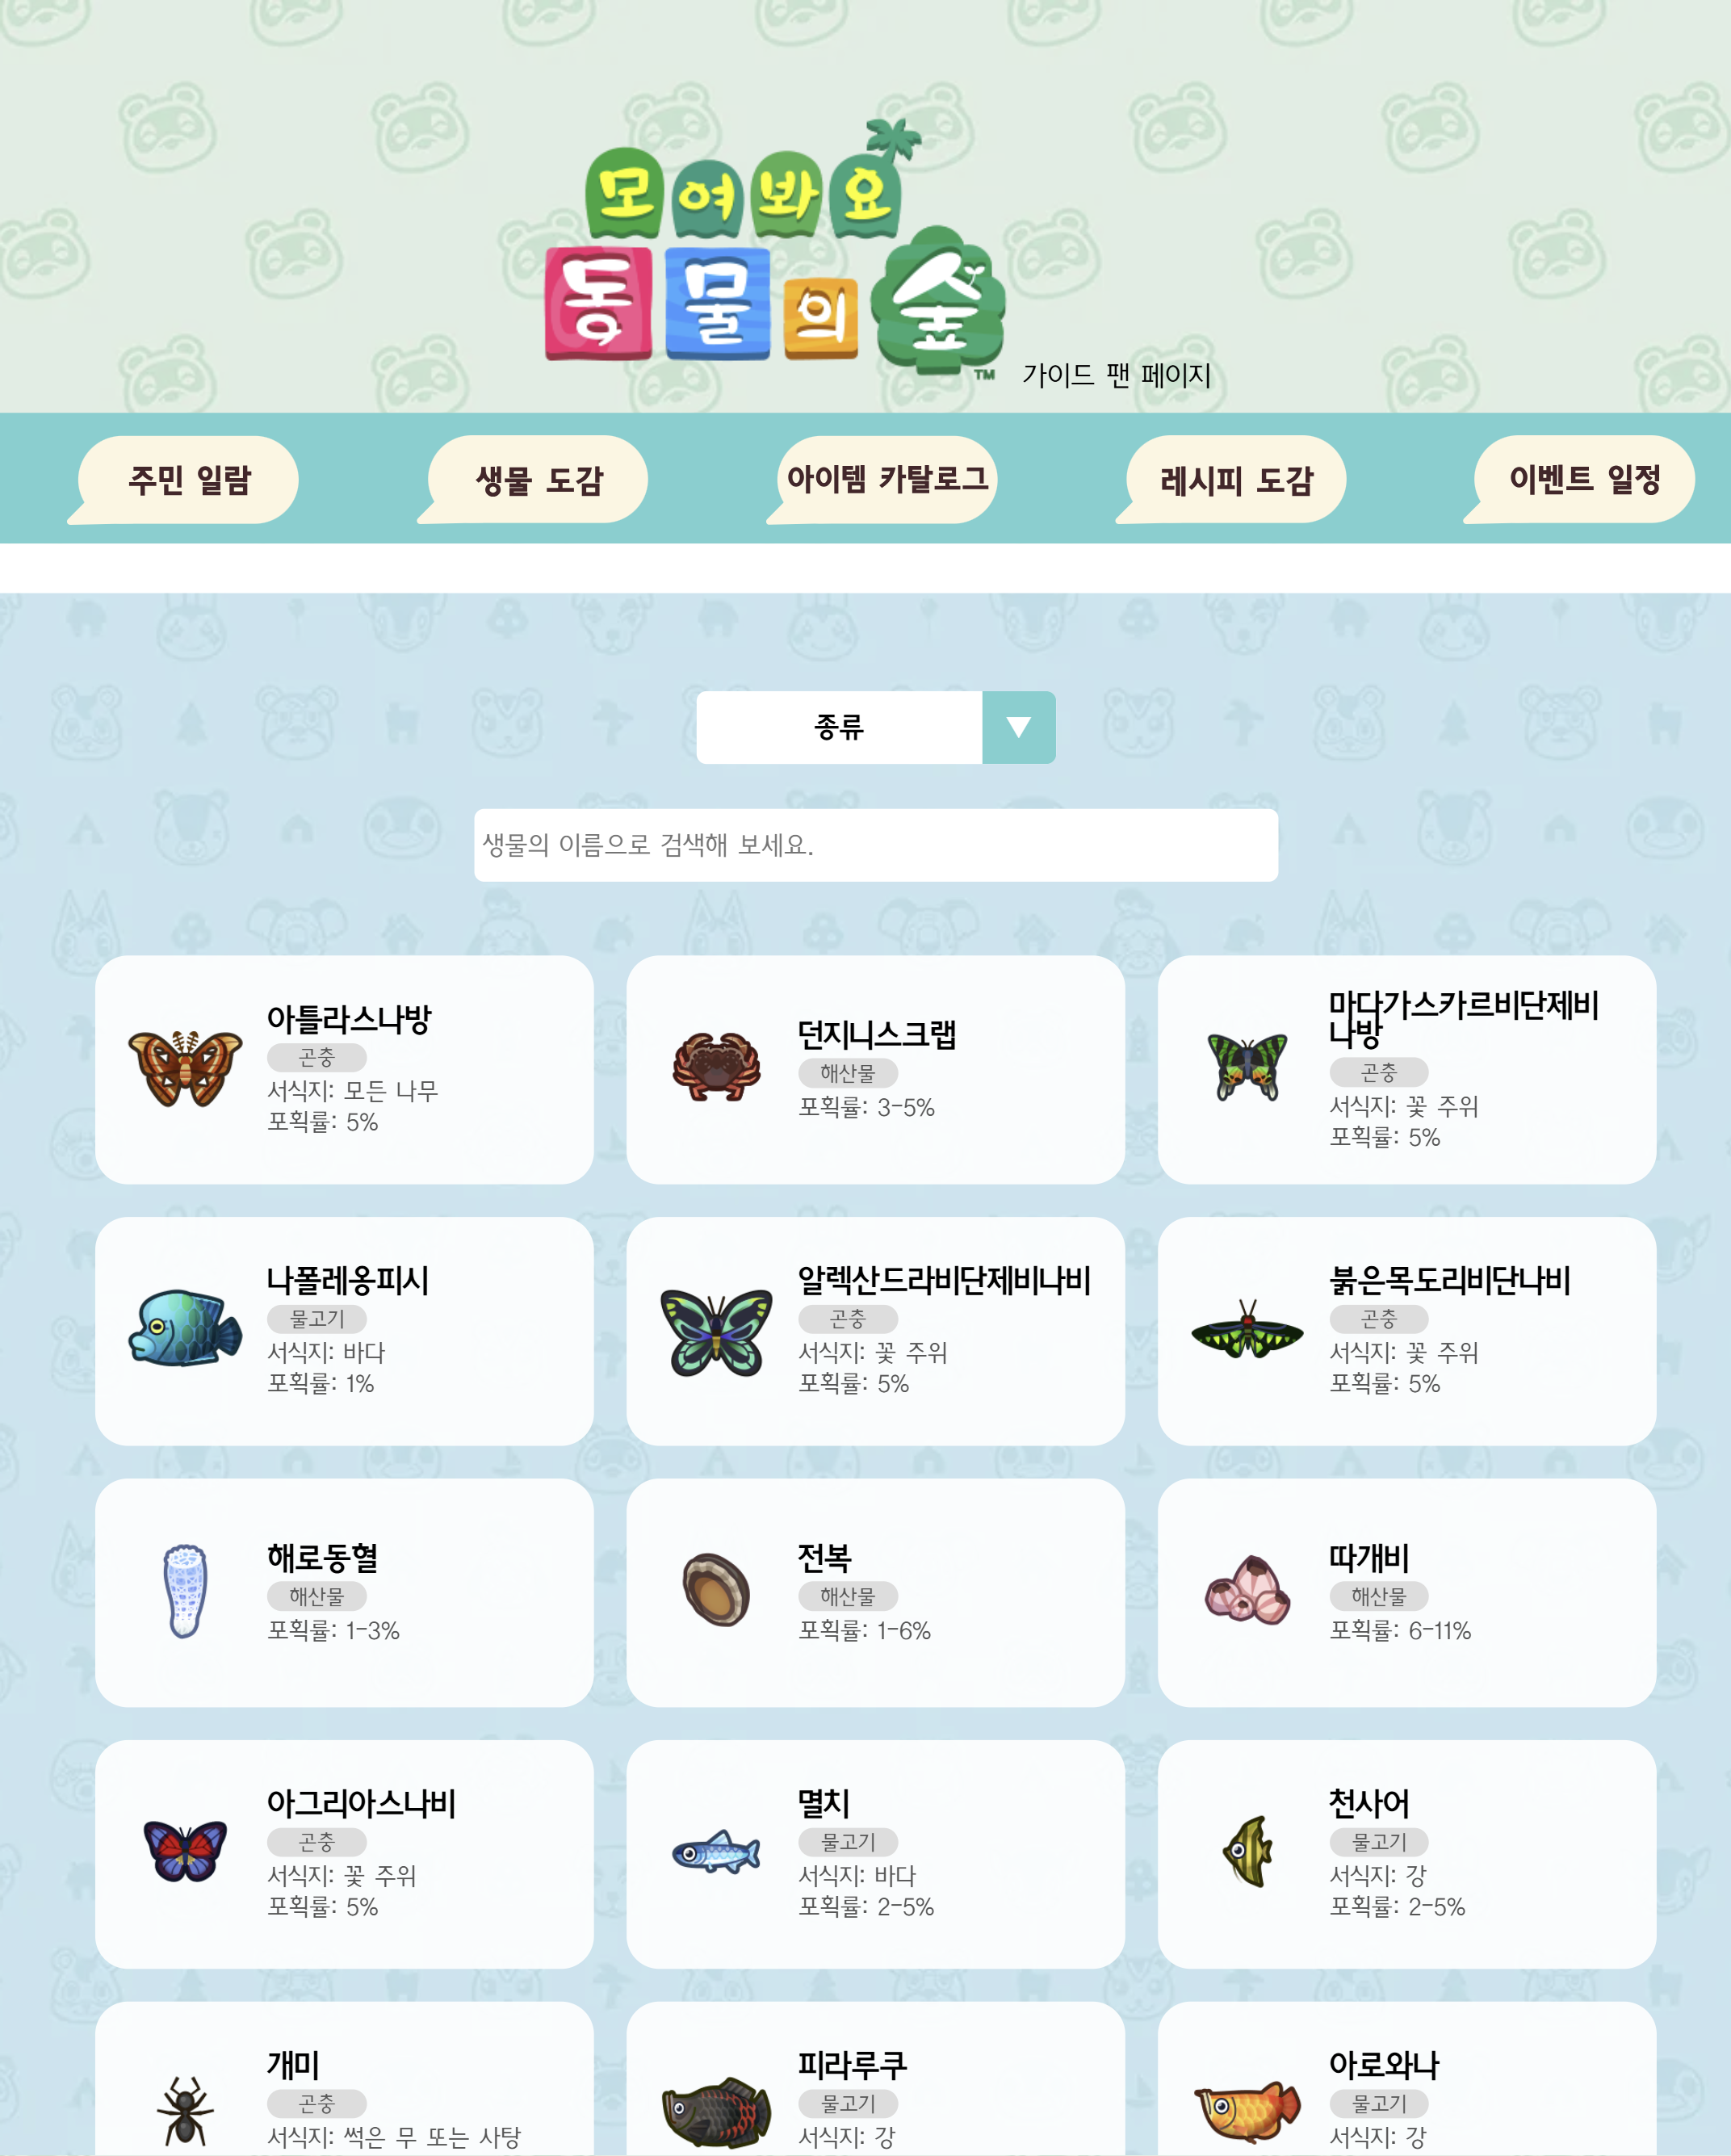 모여봐요
동물의숲
TM
가이드 팬 페이지
주민 일람
생물 도감
아이템 카탈로그
레시피 도감
이벤트 일정
종류
▼
생물의 이름으로 검색해 보세요.
아틀라스나방
곤충
서식지: 모든 나무
포획률: 5%
던지니스크랩
해산물
포획률: 3-5%
마다가스카르비단제비
나방
곤충
서식지: 꽃 주위
포획률: 5%
나폴레옹피시
물고기
서식지: 바다
포획률: 1%
알렉산드라비단제비나비
곤충
서식지: 꽃 주위
포획률: 5%
붉은목도리비단나비
곤충
서식지: 꽃 주위
포획률: 5%
해로동혈
해산물
포획률: 1-3%
전복
해산물
포획률: 1-6%
따개비
해산물
포획률: 6-11%
아그리아스나비
곤충
서식지: 꽃 주위
포획률: 5%
멸치
물고기
서식지: 바다
포획률: 2-5%
천사어
물고기
서식지: 강
포획률: 2-5%
개미
곤충
서식지: 썩은 무 또는 사탕
피라루쿠
물고기
서식지: 강
아로와나
물고기
서식지: 강